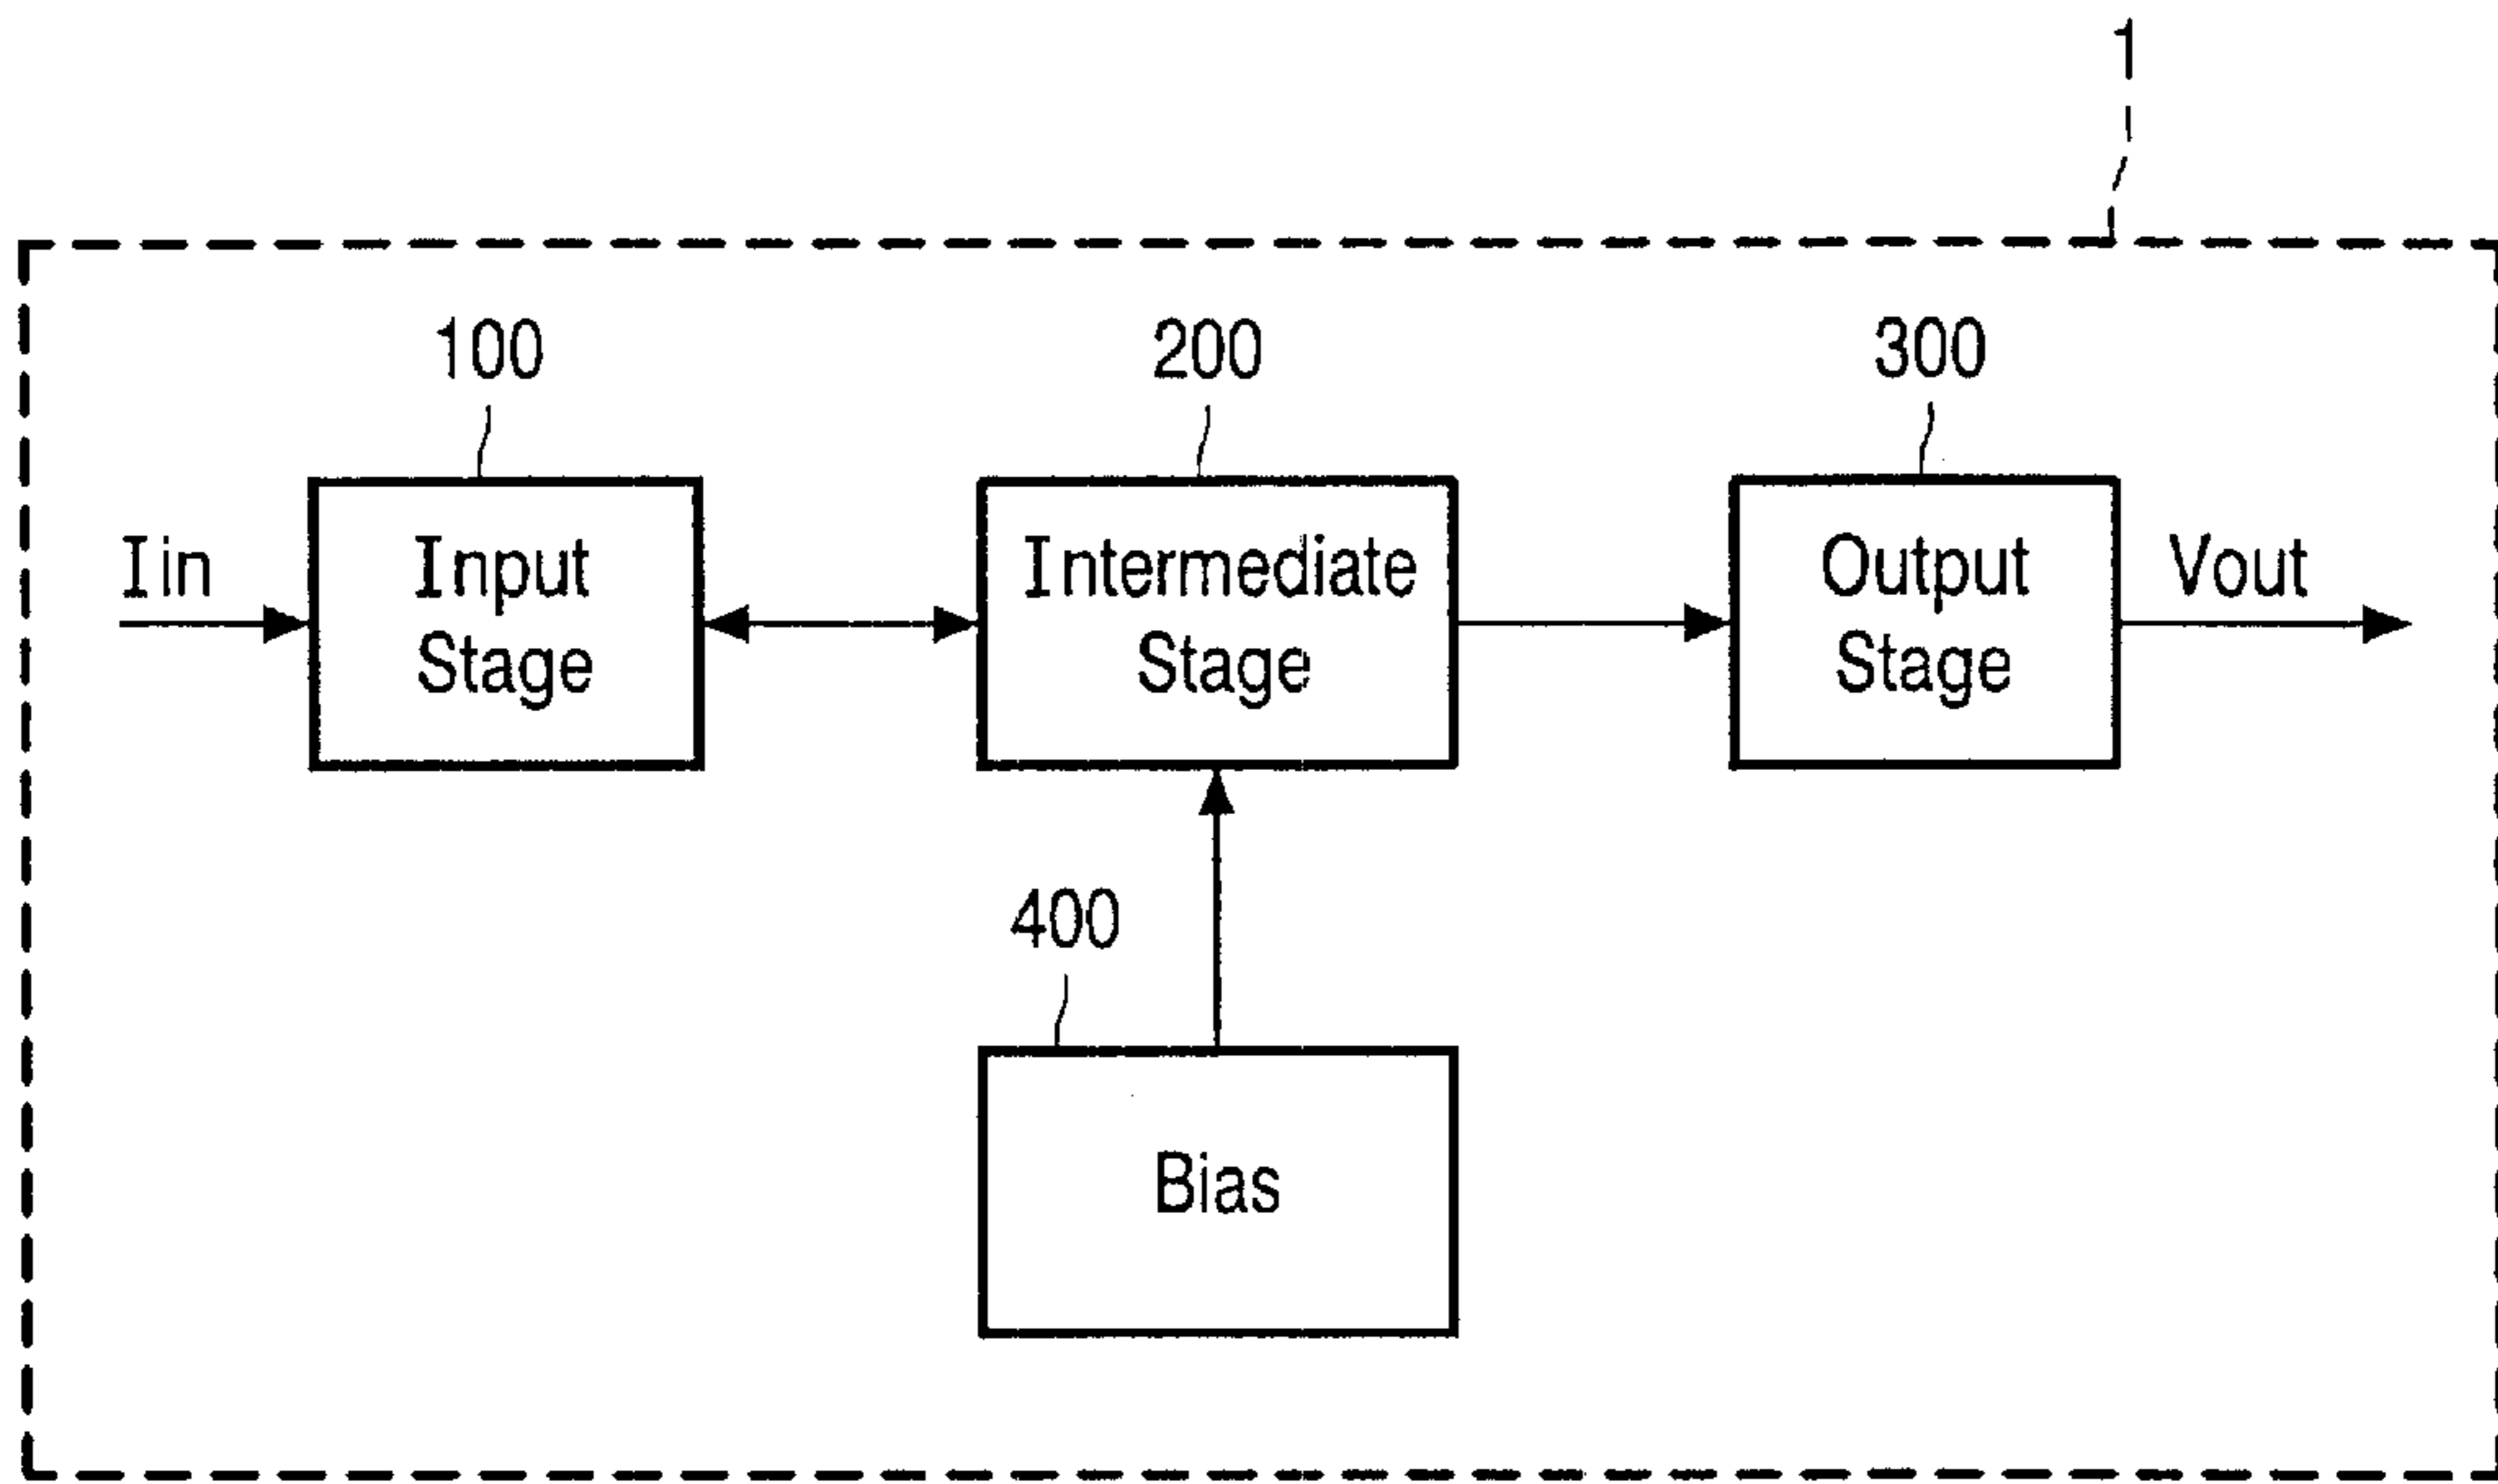 1
100
200
300
Iin
Input
Stage
Intermediate
Stage
Output
Stage
Vout
400
Bias